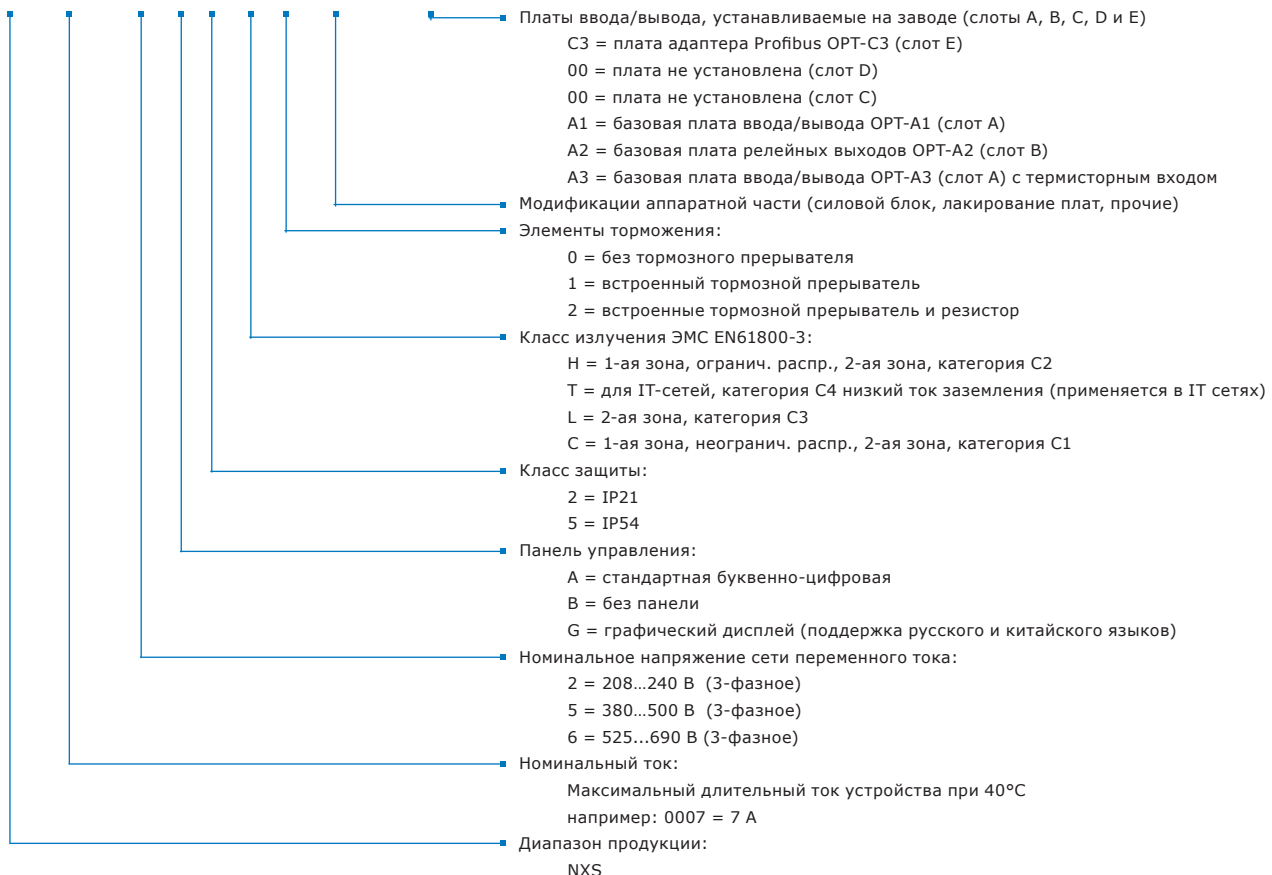 Платы ввода/вывода, устанавливаемые на заводе (слоты A, B, C, D и E)
C3 = плата адаптера Profibus OPT-C3 (слот E)
00 = плата не установлена (слот D)
00 = плата не установлена (слот C)
A1 = базовая плата ввода/вывода OPT-A1 (слот A)
A2 = базовая плата релейных выходов OPT-A2 (слот B)
A3 = базовая плата ввода/вывода OPT-A3 (слот A) с термисторным входом
Модификации аппаратной части (силовой блок, лакирование плат, прочие)
Элементы торможения:
0 = без тормозного прерывателя
1 = встроенный тормозной прерыватель
2 = встроенные тормозной прерыватель и резистор
Класс излучения ЭМС EN61800-3:
H = 1-ая зона, огранич. распр., 2-ая зона, категория C2
T = для IT-сетей, категория C4 низкий ток заземления (применяется в IT сетях)
L = 2-ая зона, категория C3
C = 1-ая зона, неогранич. распр., 2-ая зона, категория C1
Класс защиты:
2 = IP21
5 = IP54
Панель управления:
A = стандартная буквенно-цифровая
B = без панели
G = графический дисплей (поддержка русского и китайского языков)
Номинальное напряжение сети переменного тока:
2 = 208…240 В (3-фазное)
5 = 380…500 В (3-фазное)
6 = 525...690 В (3-фазное)
Номинальный ток:
Максимальный длительный ток устройства при 40°C
например: 0007 = 7 А
Диапазон продукции:
NXS